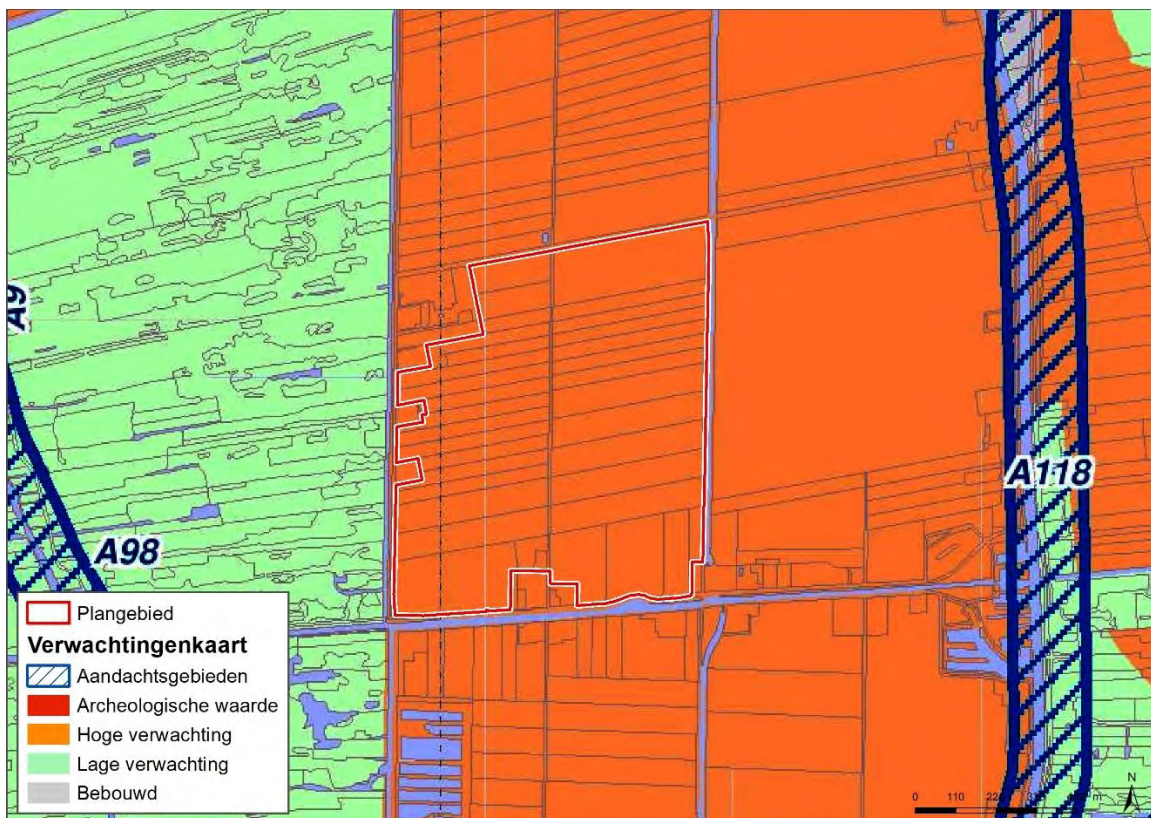 A9
A98
A118
Plangebied
Verwachtingenkaart
Aandachtsgebieden
Archeologische waarde
Hoge verwachting
Lage verwachting
Bebouwd
N
0 110 m